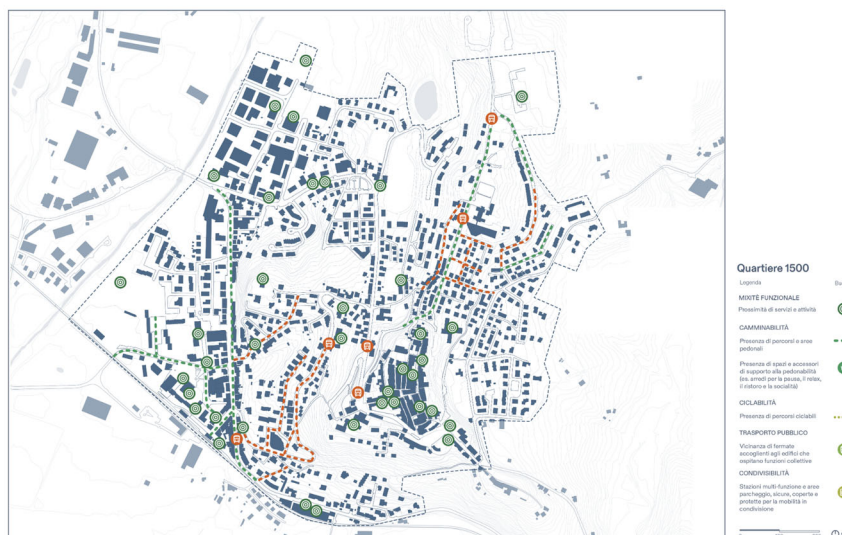 Quartiere 1500
Legenda
MIXITÉ FUNZIONALE
Prossimità di servizi e attività
CAMMINABILITÀ
Presenza di percorsi e aree
pedonali
Presenza di spazi e accessori
di supporto alla pedonabilità
(es. arredi per la pausa, il relax,
il ristoro e la socialità)
CICLABILITÀ
Presenza di percorsi ciclabili
TRASPORTO PUBBLICO
Vicinanza di fermate
accoglienti agli edifici che
ospitano funzioni collettive
CONDIVISIBILITÀ
Stazioni multi-funzione e aree
parcheggio, sicure, coperte e
protette per la mobilità in
condivisione